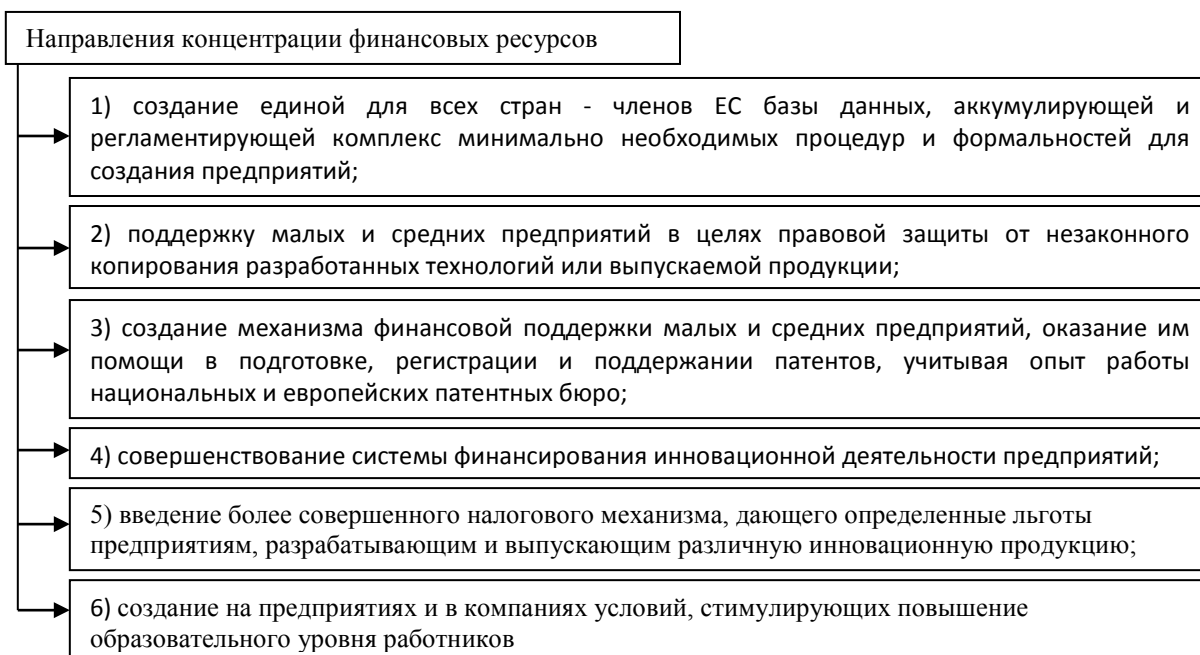 Направления концентрации финансовых ресурсов
1) создание единой для всех стран - членов ЕС базы данных, аккумулирующей и
регламентирующей комплекс минимально необходимых процедур и формальностей для
создания предприятий;
2) поддержку малых и средних предприятий в целях правовой защиты от незаконного
копирования разработанных технологий или выпускаемой продукции;
3) создание механизма финансовой поддержки малых и средних предприятий, оказание им
помощи в подготовке, регистрации и поддержании патентов, учитывая опыт работы
национальных и европейских патентных бюро;
4) совершенствование системы финансирования инновационной деятельности предприятий;
5) введение более совершенного налогового механизма, дающего определенные льготы
предприятиям, разрабатывающим и выпускающим различную инновационную продукцию;
6) создание на предприятиях и в компаниях условий, стимулирующих повышение
образовательного уровня работников